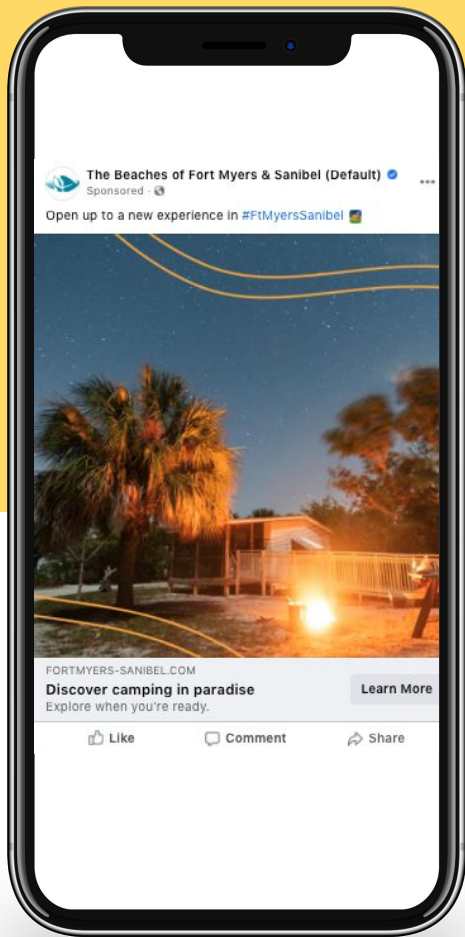 The Beaches of Fort Myers & Sanibel (Default)
Sponsored ·
Open up to a new experience in #FtMyersSanibel
FORTMYERS-SANIBEL.COM
Discover camping in paradise
Explore when you're ready.
Learn More
Like Comment Share